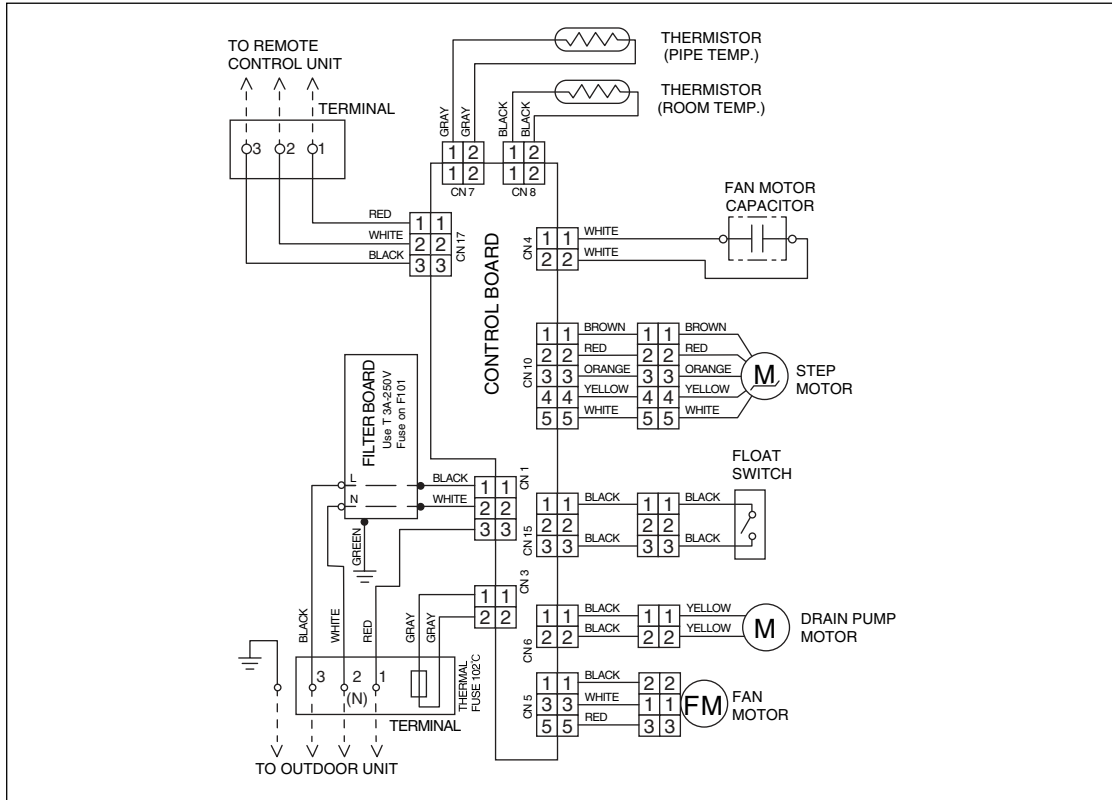 TO REMOTE
CONTROL UNIT
TERMINAL
3 2 1
THERMISTOR
(PIPE TEMP.)
THERMISTOR
(ROOM TEMP.)
GRAY
GRAY
BLACK
BLACK
1 2
1 2
CN 7
1 2
1 2
CN 8
RED
WHITE
BLACK
1 1
2 2
3 3
CN 17
CONTROL BOARD
FAN MOTOR
CAPACITOR
CN 4
1 1
2 2
WHITE
WHITE
CN 10
1 1 BROWN 1 1 BROWN
2 2 RED 2 2 RED
3 3 ORANGE 3 3 ORANGE
4 4 YELLOW 4 4 YELLOW
5 5 WHITE 5 5 WHITE
M
STEP
MOTOR
FILTER BOARD
Use T 3A-250V
Fuse on F101
L
N
BLACK
WHITE
GREEN
1 1
2 2
3 3
CN 1
FLOAT
SWITCH
CN 15
1 1 BLACK 1 1 BLACK
2 2 2 2
3 3 BLACK 3 3 BLACK
CN 3
1 1
2 2
BLACK
WHITE
RED
GRAY
GRAY
3 2 1
(N)
THERMAL
FUSE 102°C
TERMINAL
TO OUTDOOR UNIT
CN 6
1 1 BLACK 1 1 YELLOW
2 2 BLACK 2 2 YELLOW
M
DRAIN PUMP
MOTOR
CN 5
1 1 BLACK 2 2
3 3 WHITE 1 1
5 5 RED 3 3
FM
FAN
MOTOR